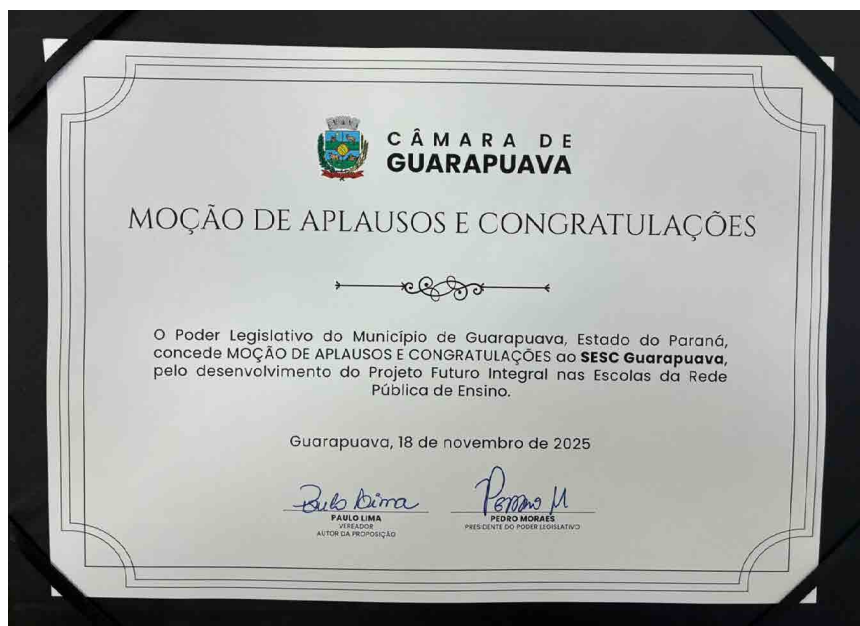 CÂMARA DE
GUARAPUAVA
MOÇÃO DE APLAUSOS E CONGRATULAÇÕES
O Poder Legislativo do Município de Guarapuava, Estado do Paraná,
concede MOÇÃO DE APLAUSOS E CONGRATULAÇÕES ao SESC Guarapuava,
pelo desenvolvimento do Projeto Futuro Integral nas Escolas da Rede
Pública de Ensino.
Guarapuava, 18 de novembro de 2025
Paulo Lima
PAULO LIMA
VEREADOR
AUTOR DA PROPOSIÇÃO
PEDRO MORAES
PRESIDENTE DO PODER LEGISLATIVO